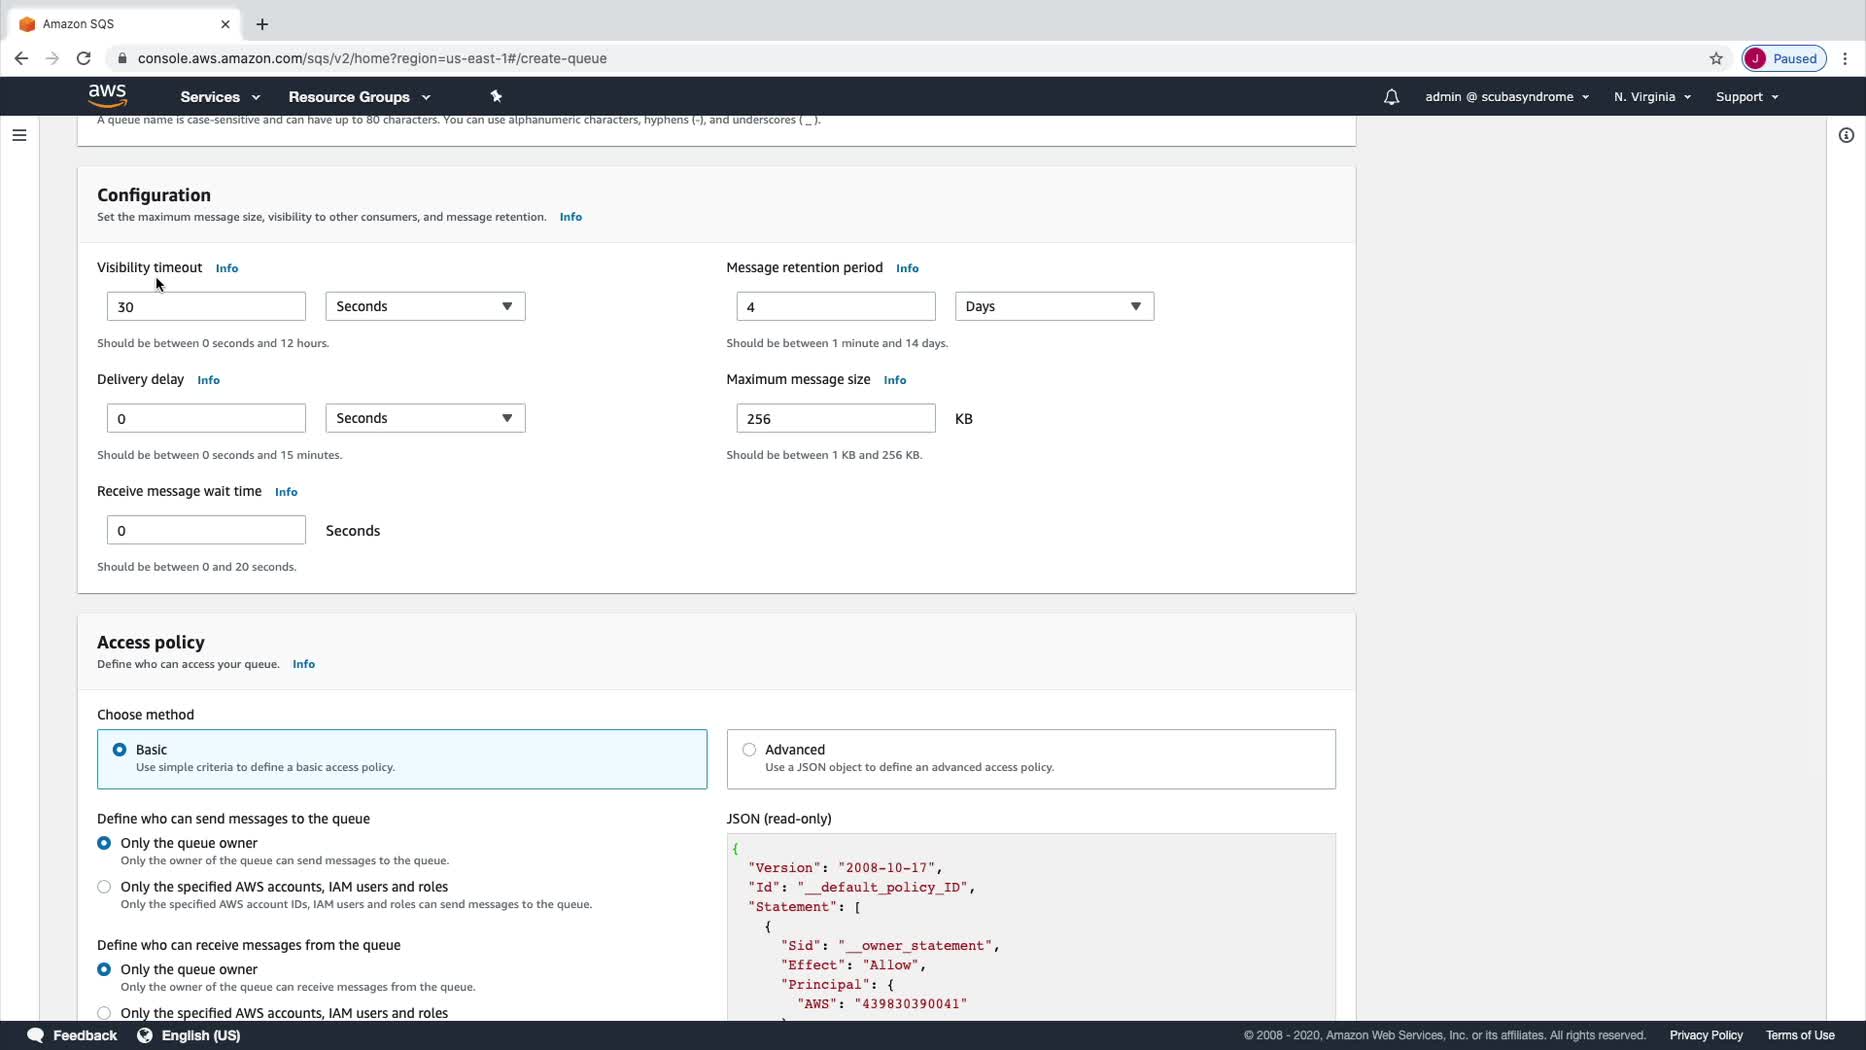 Amazon SQS
console.aws.amazon.com/sqs/v2/home?region=us-east-1#/create-queue
J Paused
aws Services Resource Groups admin @ scubasyndrome N. Virginia Support
A queue name is case-sensitive and can have up to 80 characters. You can use alphanumeric characters, hyphens (-), and underscores ( _ ).
Configuration
Set the maximum message size, visibility to other consumers, and message retention. Info
Visibility timeout Info
30 Seconds
Should be between 0 seconds and 12 hours.
Message retention period Info
4 Days
Should be between 1 minute and 14 days.
Delivery delay Info
0 Seconds
Should be between 0 seconds and 15 minutes.
Maximum message size Info
256 KB
Should be between 1 KB and 256 KB.
Receive message wait time Info
0 Seconds
Should be between 0 and 20 seconds.
Access policy
Define who can access your queue. Info
Choose method
Basic
Use simple criteria to define a basic access policy.
Advanced
Use a JSON object to define an advanced access policy.
Define who can send messages to the queue
Only the queue owner
Only the owner of the queue can send messages to the queue.
Only the specified AWS accounts, IAM users and roles
Only the specified AWS account IDs, IAM users and roles can send messages to the queue.
Define who can receive messages from the queue
Only the queue owner
Only the owner of the queue can receive messages from the queue.
Only the specified AWS accounts, IAM users and roles
JSON (read-only)
{
"Version": "2008-10-17",
"Id": "__default_policy_ID",
"Statement": [
{
"Sid": "__owner_statement",
"Effect": "Allow",
"Principal": {
"AWS": "439830390041"
Feedback English (US) © 2008 - 2020, Amazon Web Services, Inc. or its affiliates. All rights reserved. Privacy Policy Terms of Use